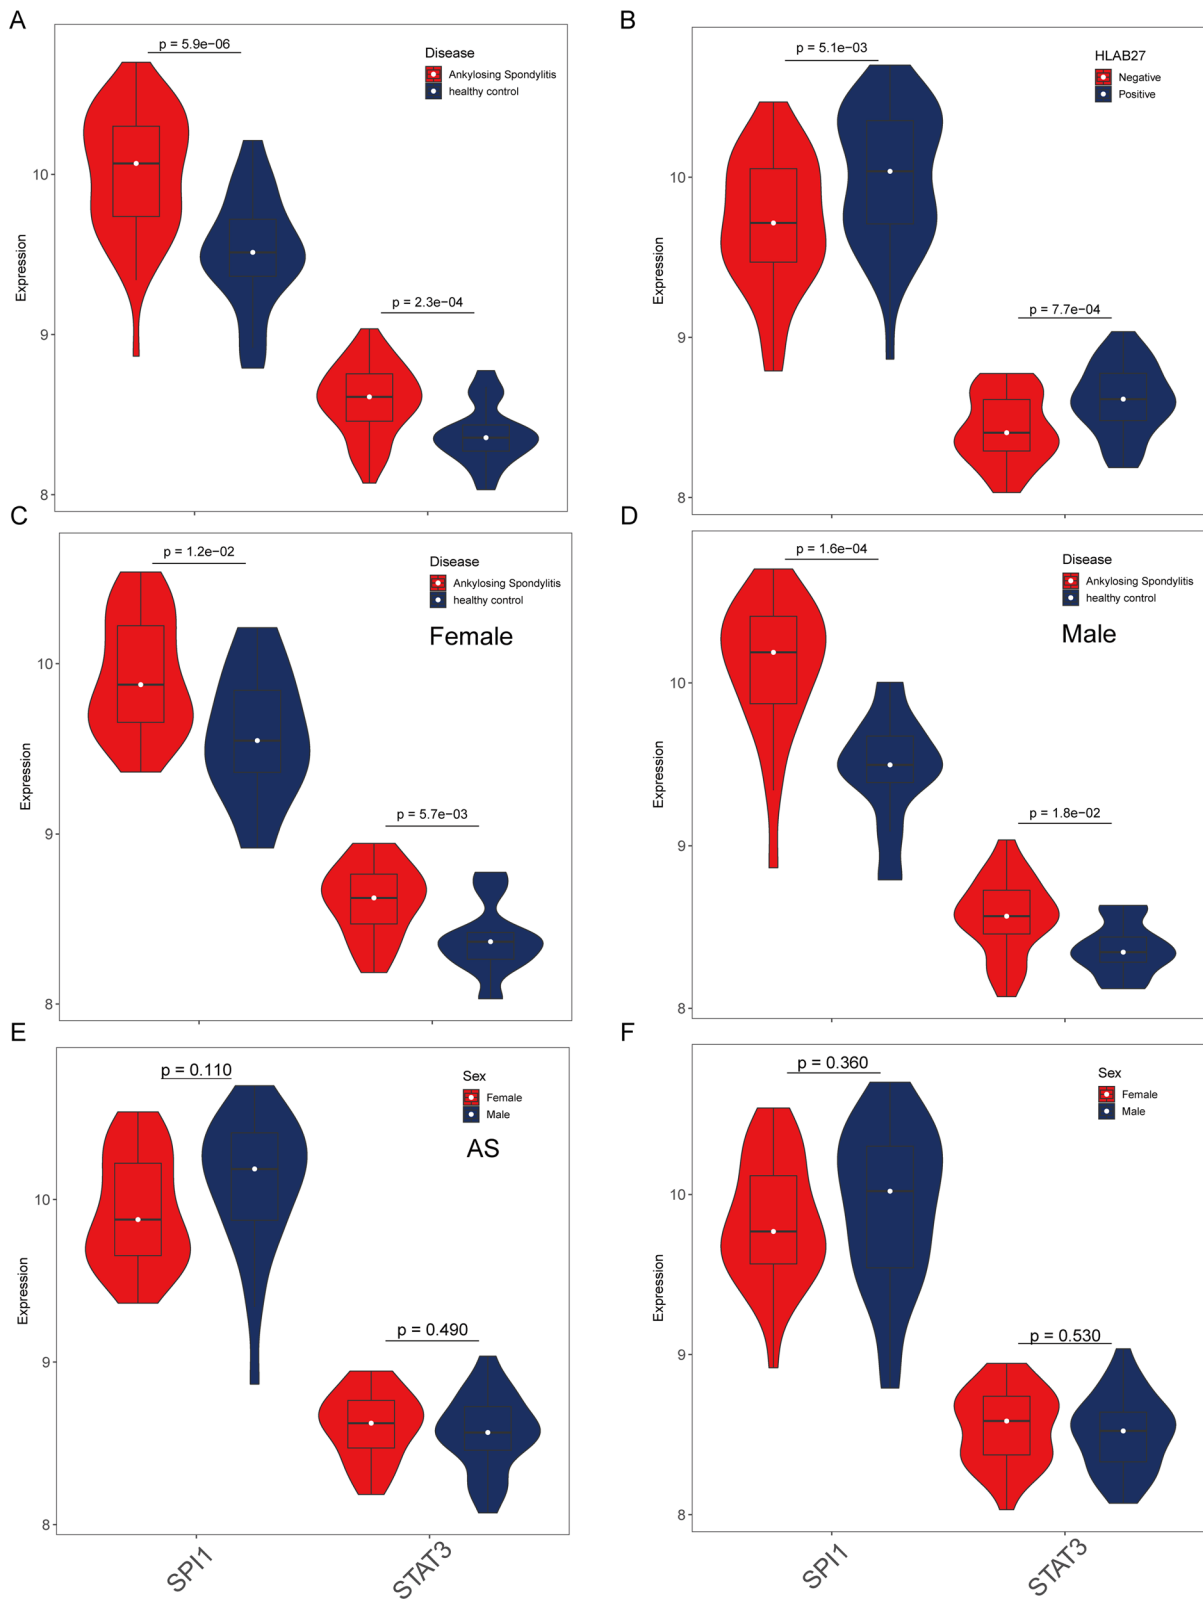 A
p = 5.9e−06
Disease
Ankylosing Spondylitis
healthy control
10
9
8
Expression
p = 2.3e−04
B
p = 5.1e−03
HLAB27
Negative
Positive
10
9
8
Expression
p = 7.7e−04
C
p = 1.2e−02
Disease
Ankylosing Spondylitis
healthy control
Female
10
9
8
Expression
p = 5.7e−03
D
p = 1.6e−04
Disease
Ankylosing Spondylitis
healthy control
Male
10
9
8
Expression
p = 1.8e−02
E
p = 0.110
Sex
Female
Male
AS
10
9
8
Expression
p = 0.490
SPI1
STAT3
F
p = 0.360
Sex
Female
Male
10
9
8
Expression
p = 0.530
SPI1
STAT3